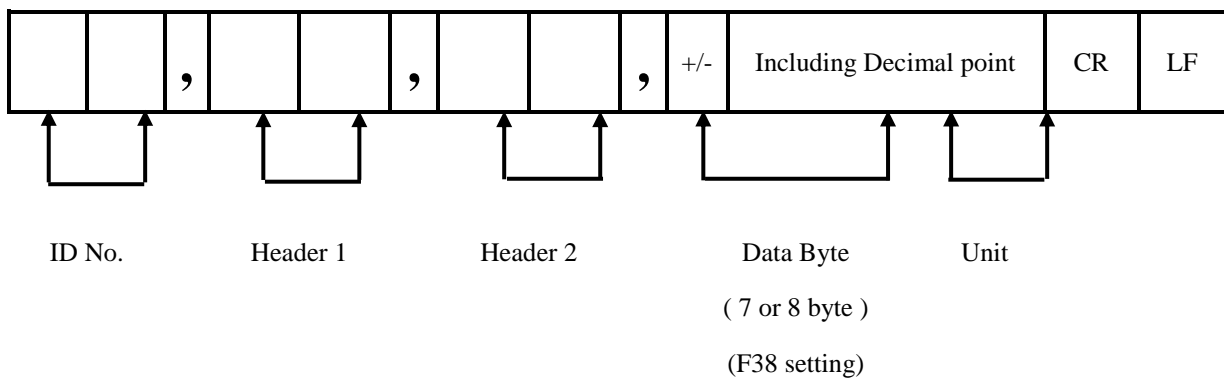 , , , +/- Including Decimal point CR LF
ID No. Header 1 Header 2 Data Byte Unit
( 7 or 8 byte )
(F38 setting)